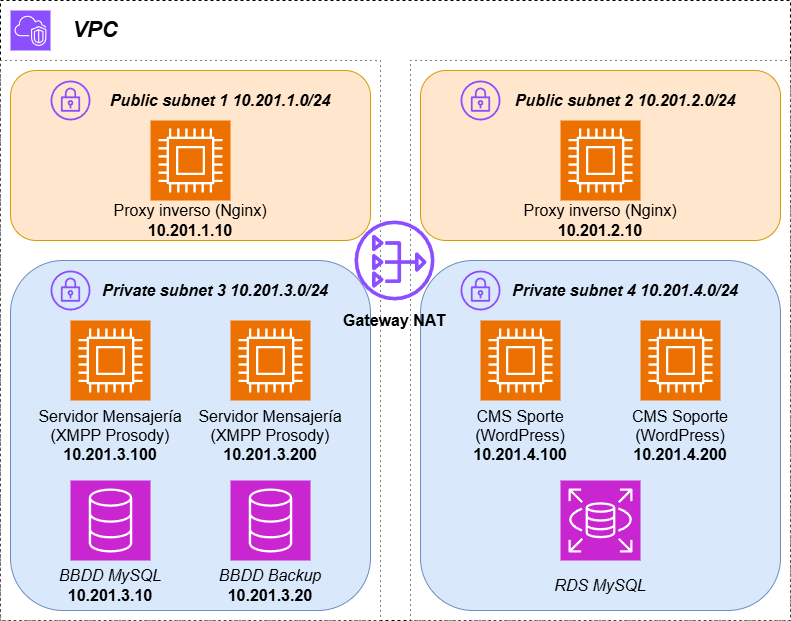 VPC
Public subnet 1 10.201.1.0/24
Proxy inverso (Nginx)
10.201.1.10
Public subnet 2 10.201.2.0/24
Proxy inverso (Nginx)
10.201.2.10
Gateway NAT
Private subnet 3 10.201.3.0/24
Servidor Mensajería
(XMPP Prosody)
10.201.3.100
Servidor Mensajería
(XMPP Prosody)
10.201.3.200
BBDD MySQL
10.201.3.10
BBDD Backup
10.201.3.20
Private subnet 4 10.201.4.0/24
CMS Sporte
(WordPress)
10.201.4.100
CMS Soporte
(WordPress)
10.201.4.200
RDS MySQL